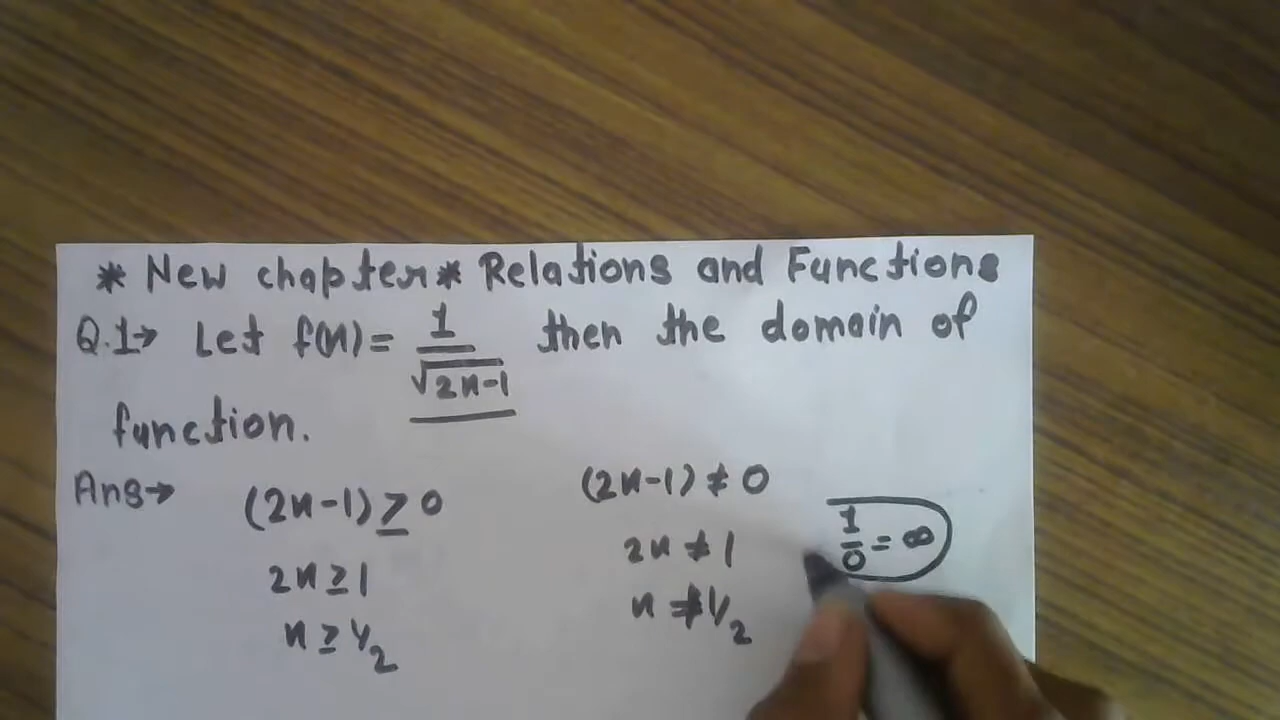 * New chapter * Relations and Functions
Q.1→ Let f(x) = 1/√2x-1 then the domain of
function.
Ans→ (2x-1) ≥ 0 (2x-1) ≠ 0
2x ≥ 1 2x ≠ 1 1/0 = ∞
x ≥ 1/2 x ≠ 1/2